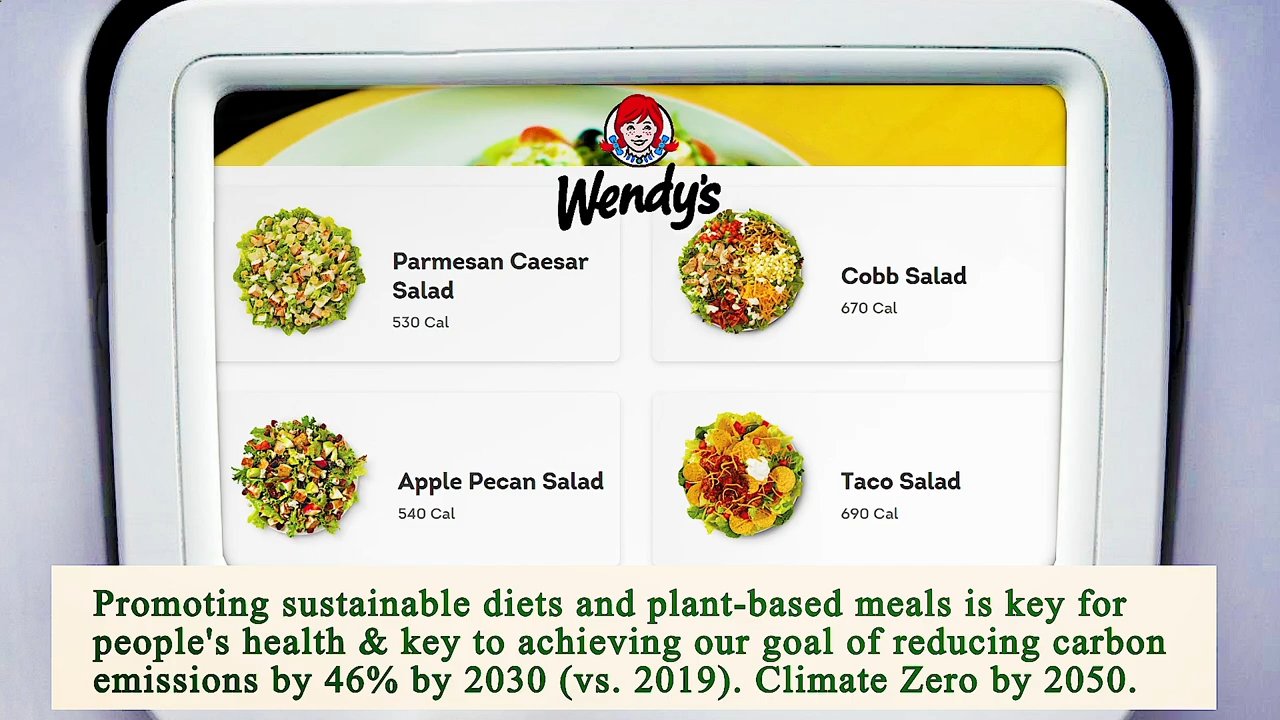 Wendy's
Parmesan Caesar
Salad
530 Cal
Cobb Salad
670 Cal
Apple Pecan Salad
540 Cal
Taco Salad
690 Cal
Promoting sustainable diets and plant-based meals is key for
people's health & key to achieving our goal of reducing carbon
emissions by 46% by 2030 (vs. 2019). Climate Zero by 2050.